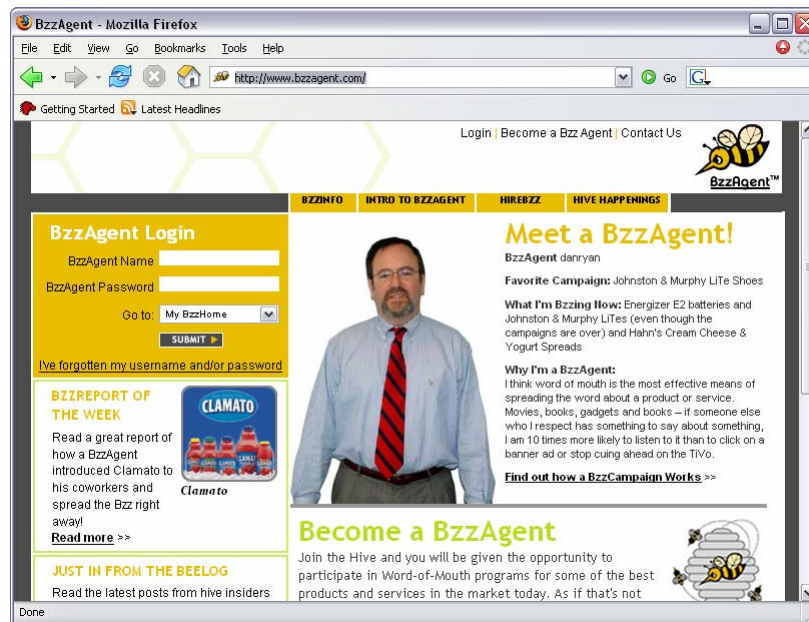 BzzAgent - Mozilla Firefox
File Edit View Go Bookmarks Tools Help
http://www.bzzagent.com/
Go
G
Getting Started Latest Headlines
Login | Become a Bzz Agent | Contact Us
BzzAgent™
BZZINFO INTRO TO BZZAGENT HIREBZZ HIVE HAPPENINGS
BzzAgent Login
BzzAgent Name
BzzAgent Password
Go to: My BzzHome
SUBMIT
I've forgotten my username and/or password
BZZREPORT OF
THE WEEK
Read a great report of
how a BzzAgent
introduced Clamato to
his coworkers and
spread the Bzz right
away!
Read more >>
CLAMATO
Clamato
JUST IN FROM THE BEELOG
Read the latest posts from hive insiders
Meet a BzzAgent!
BzzAgent danryan
Favorite Campaign: Johnston & Murphy LiTe Shoes
What I'm Bzzing Now: Energizer E2 batteries and
Johnston & Murphy LiTes (even though the
campaigns are over) and Hahn's Cream Cheese &
Yogurt Spreads
Why I'm a BzzAgent:
I think word of mouth is the most effective means of
spreading the word about a product or service.
Movies, books, gadgets and books – if someone else
who I respect has something to say about something,
I am 10 times more likely to listen to it than to click on a
banner ad or stop cuing ahead on the TiVo.
Find out how a BzzCampaign Works >>
Become a BzzAgent
Join the Hive and you will be given the opportunity to
participate in Word-of-Mouth programs for some of the best
products and services in the market today. As if that's not
Done